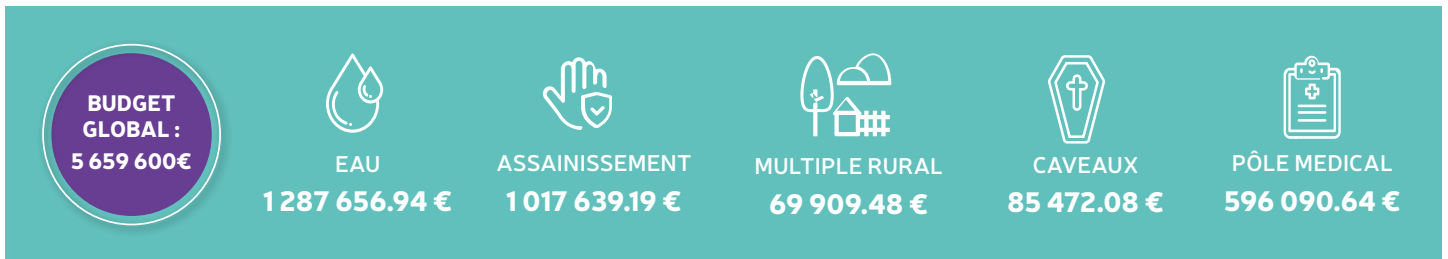 BUDGET
GLOBAL :
5 659 600€
EAU
1 287 656.94 €
ASSAINISSEMENT
1 017 639.19 €
MULTIPLE RURAL
69 909.48 €
CAVEAUX
85 472.08 €
PÔLE MEDICAL
596 090.64 €